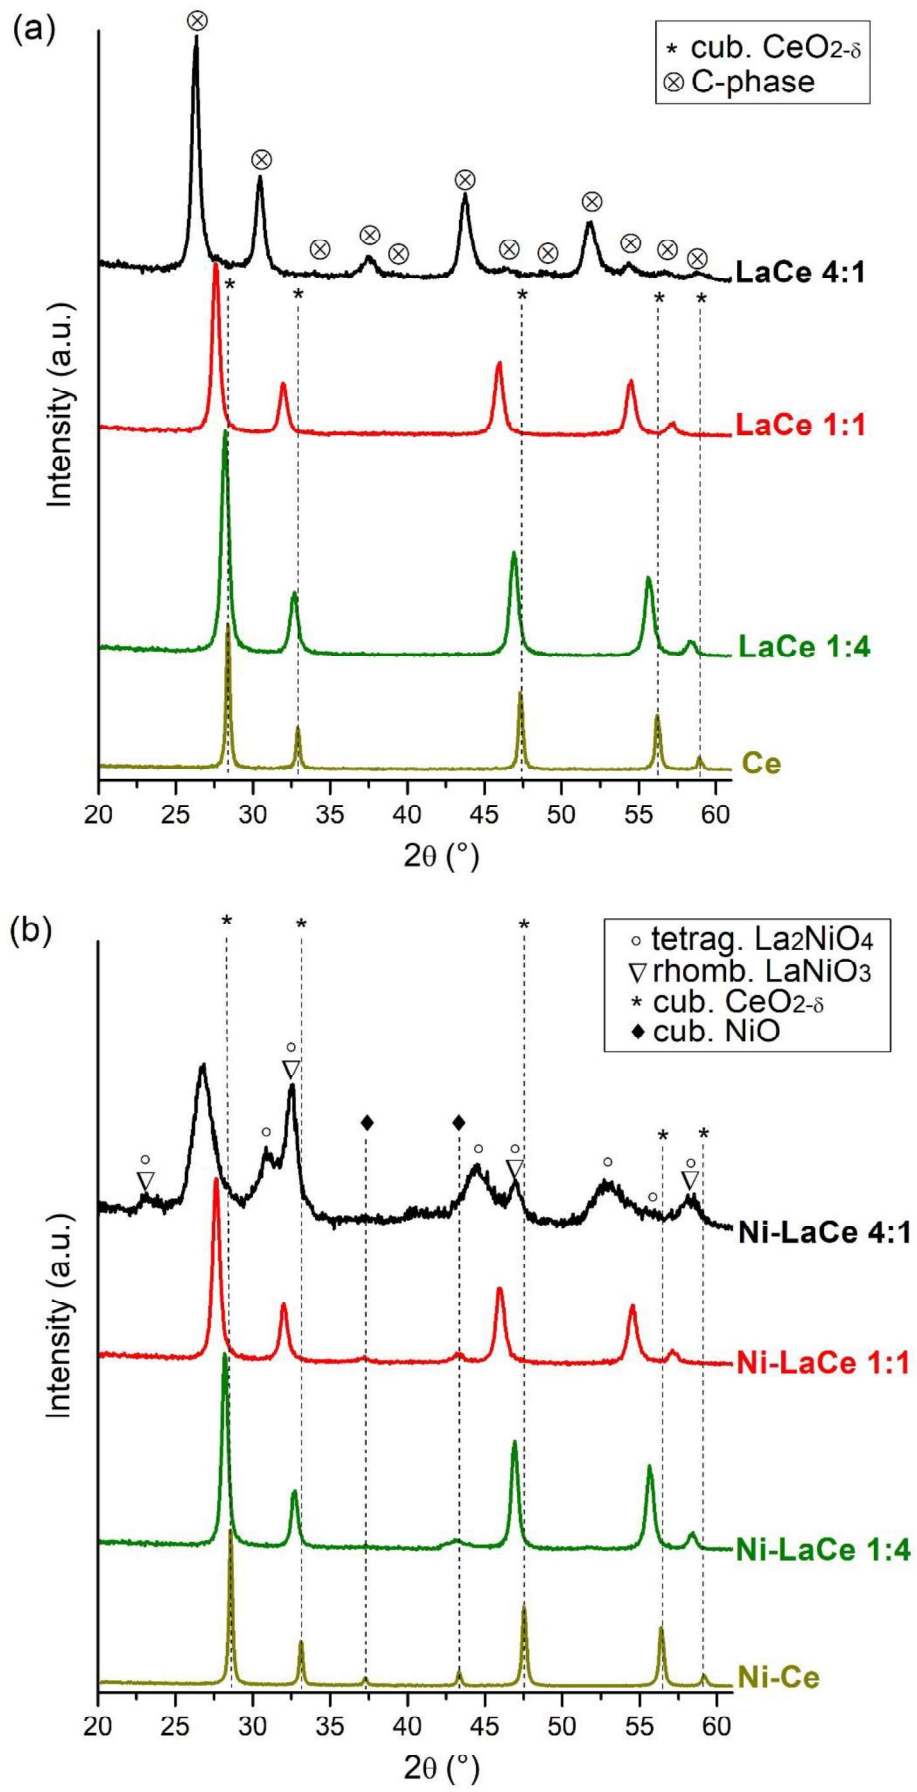 (a)
* cub. CeO2-δ
⊗ C-phase
LaCe 4:1
LaCe 1:1
LaCe 1:4
Ce
Intensity (a.u.)
20 25 30 35 40 45 50 55 60
2θ (°)
(b)
○ tetrag. La2NiO4
▽ rhomb. LaNiO3
* cub. CeO2-δ
◆ cub. NiO
Ni-LaCe 4:1
Ni-LaCe 1:1
Ni-LaCe 1:4
Ni-Ce
Intensity (a.u.)
20 25 30 35 40 45 50 55 60
2θ (°)